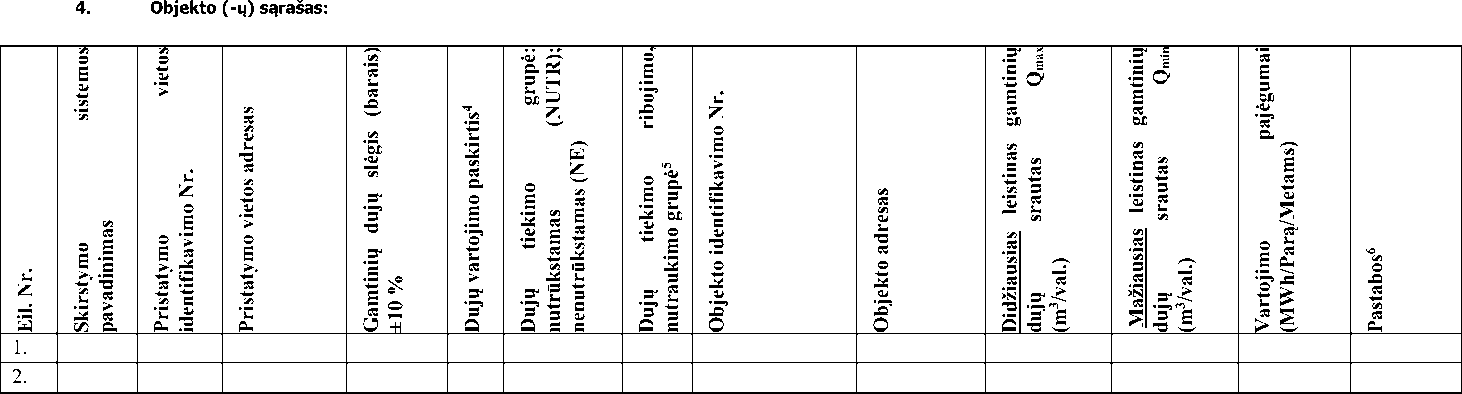 4. Objekto (-ų) sąrašas:
Eil. Nr.
Skirstymo sistemos
pavadinimas
Pristatymo vietos
identifikavimo Nr.
Pristatymo vietos adresas
Gamtinių dujų slėgis (barais)
±10 %
Dujų vartojimo paskirtis⁴
Dujų tiekimo grupė:
nutrūkstamas (NUTR);
nenutrūkstamas (NE)
Dujų tiekimo ribojimo,
nutraukimo grupė⁵
Objekto identifikavimo Nr.
Objekto adresas
Didžiausias leistinas gamtinių
dujų srautas Qmax
(m³/val.)
Mažiausias leistinas gamtinių
dujų srautas Qmin
(m³/val.)
Vartojimo pajėgumai
(MWh/Parą/Metams)
Pastabos⁶
1.
2.